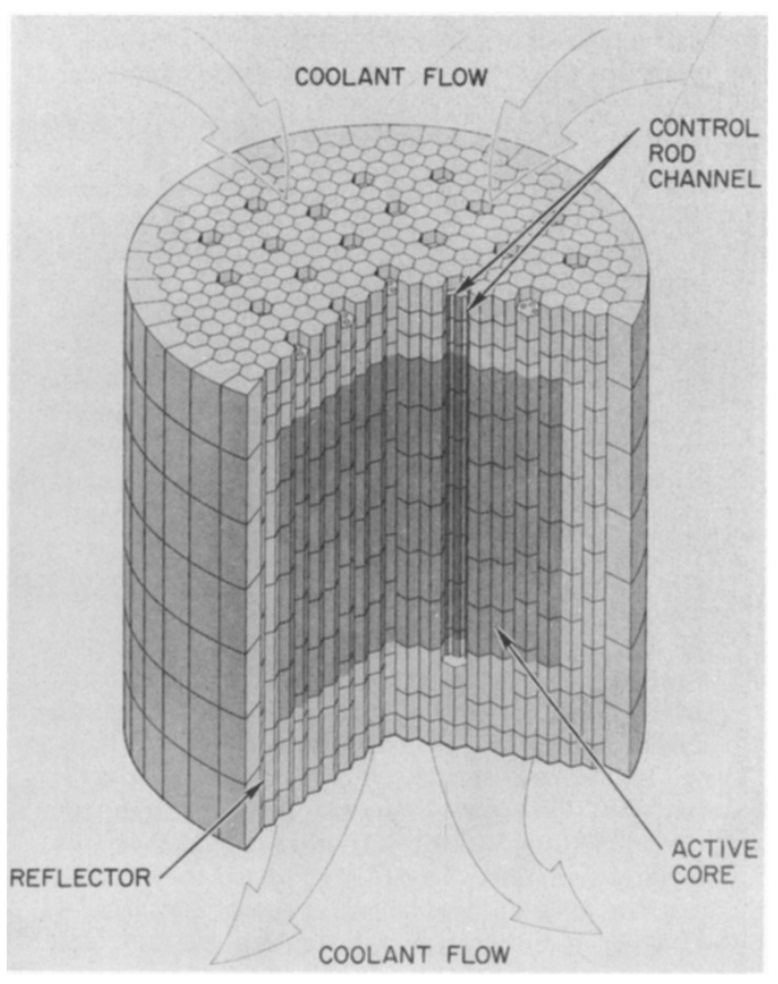 COOLANT FLOW
CONTROL
ROD
CHANNEL
REFLECTOR
ACTIVE
CORE
COOLANT FLOW